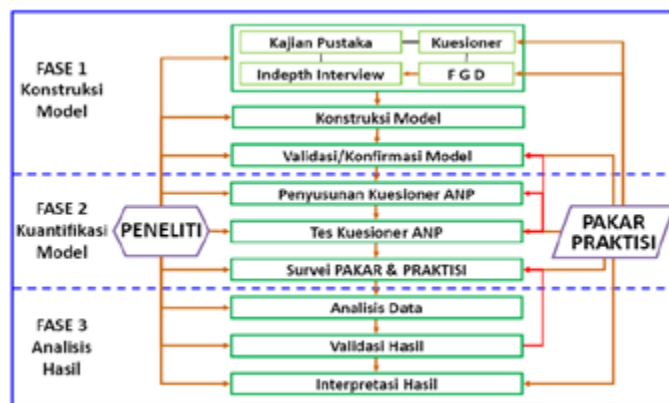 FASE 1
Konstruksi
Model
Kajian Pustaka
Kuesioner
Indepth Interview
F G D
Konstruksi Model
Validasi/Konfirmasi Model
FASE 2
Kuantifikasi
Model
PENELITI
Penyusunan Kuesioner ANP
Tes Kuesioner ANP
Survei PAKAR & PRAKTISI
PAKAR
PRAKTISI
FASE 3
Analisis
Hasil
Analisis Data
Validasi Hasil
Interpretasi Hasil